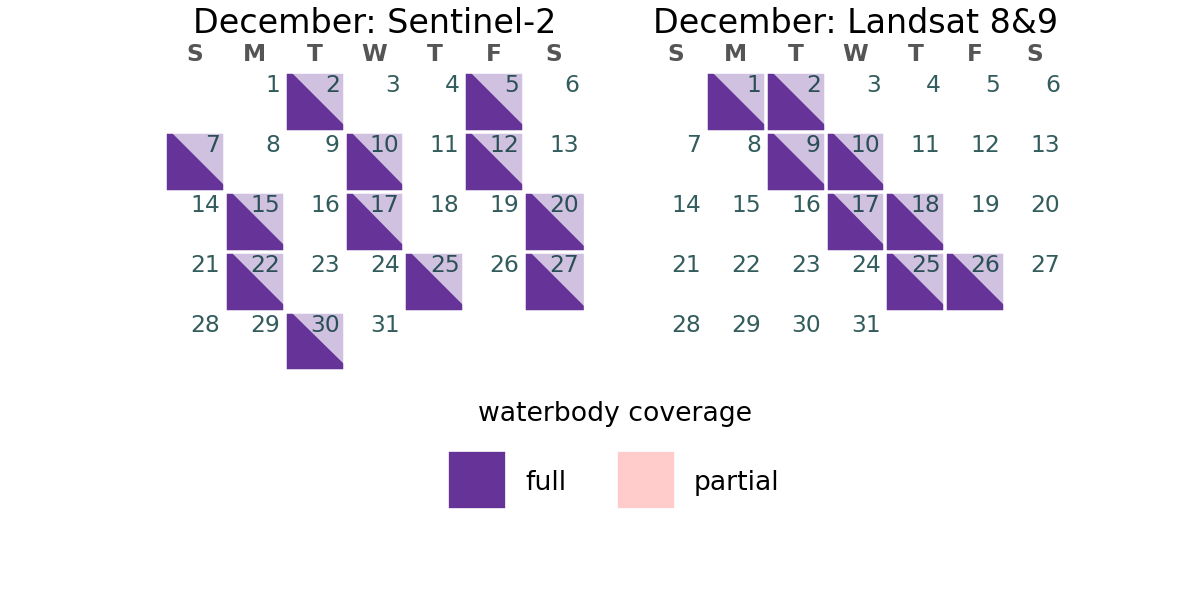 December: Sentinel-2
S M T W T F S
1 2 3 4 5 6
7 8 9 10 11 12 13
14 15 16 17 18 19 20
21 22 23 24 25 26 27
28 29 30 31
December: Landsat 8&9
S M T W T F S
1 2 3 4 5 6
7 8 9 10 11 12 13
14 15 16 17 18 19 20
21 22 23 24 25 26 27
28 29 30 31
waterbody coverage
full partial